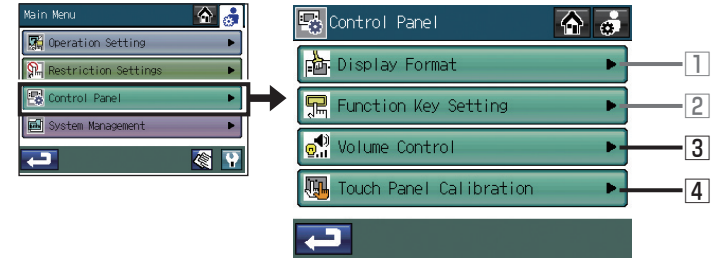 Main Menu
Operation Setting
Restriction Settings
Control Panel
System Management
Control Panel
Display Format
1
Function Key Setting
2
Volume Control
3
Touch Panel Calibration
4